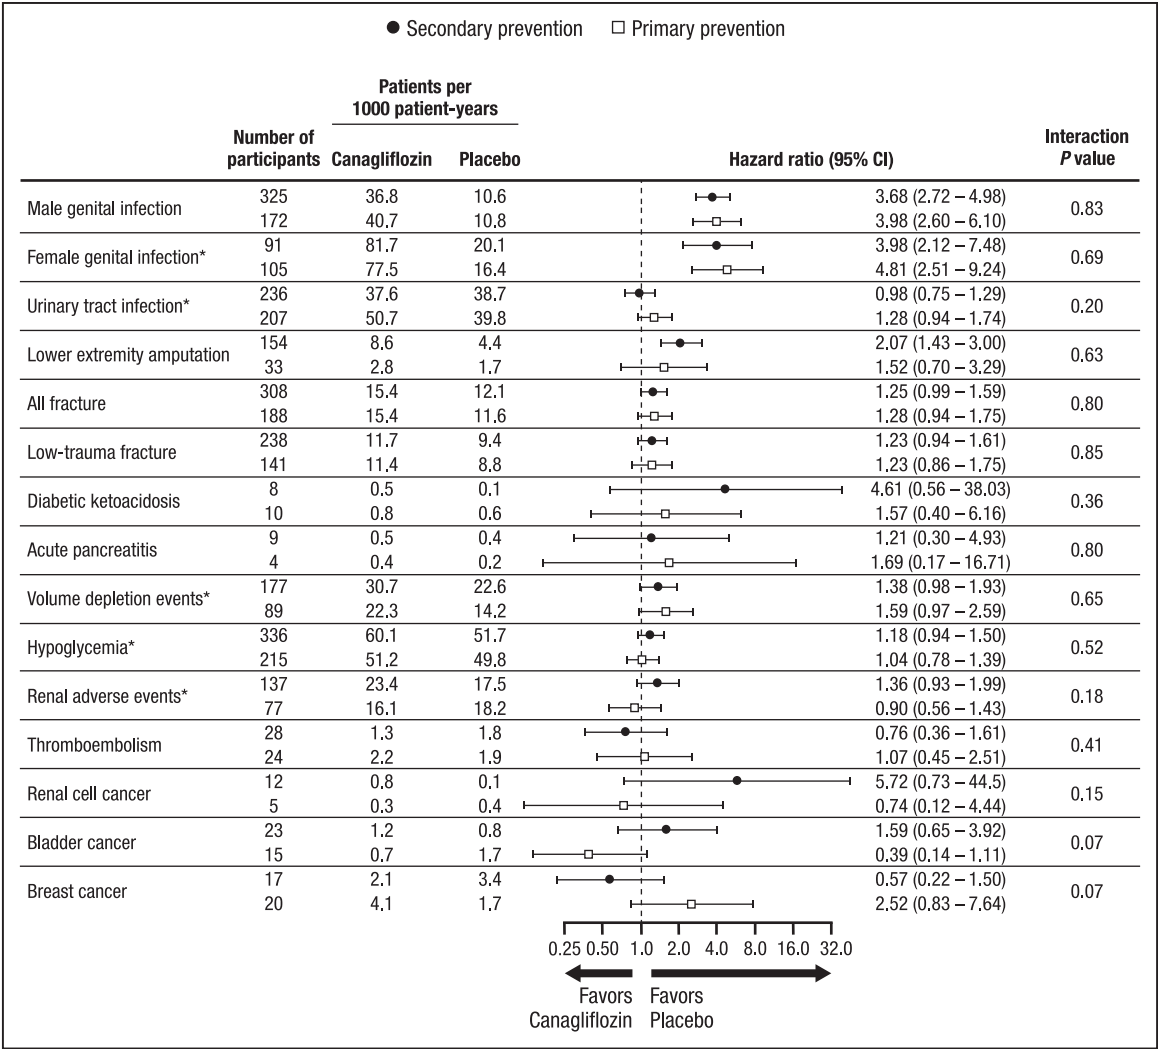 Secondary prevention Primary prevention
Patients per
1000 patient-years
Number of participants Canagliflozin Placebo Hazard ratio (95% CI) Interaction P value
Male genital infection 325 36.8 10.6 3.68 (2.72 – 4.98) 0.83
172 40.7 10.8 3.98 (2.60 – 6.10)
Female genital infection* 91 81.7 20.1 3.98 (2.12 – 7.48) 0.69
105 77.5 16.4 4.81 (2.51 – 9.24)
Urinary tract infection* 236 37.6 38.7 0.98 (0.75 – 1.29) 0.20
207 50.7 39.8 1.28 (0.94 – 1.74)
Lower extremity amputation 154 8.6 4.4 2.07 (1.43 – 3.00) 0.63
33 2.8 1.7 1.52 (0.70 – 3.29)
All fracture 308 15.4 12.1 1.25 (0.99 – 1.59) 0.80
188 15.4 11.6 1.28 (0.94 – 1.75)
Low-trauma fracture 238 11.7 9.4 1.23 (0.94 – 1.61) 0.85
141 11.4 8.8 1.23 (0.86 – 1.75)
Diabetic ketoacidosis 8 0.5 0.1 4.61 (0.56 – 38.03) 0.36
10 0.8 0.6 1.57 (0.40 – 6.16)
Acute pancreatitis 9 0.5 0.4 1.21 (0.30 – 4.93) 0.80
4 0.4 0.2 1.69 (0.17 – 16.71)
Volume depletion events* 177 30.7 22.6 1.38 (0.98 – 1.93) 0.65
89 22.3 14.2 1.59 (0.97 – 2.59)
Hypoglycemia* 336 60.1 51.7 1.18 (0.94 – 1.50) 0.52
215 51.2 49.8 1.04 (0.78 – 1.39)
Renal adverse events* 137 23.4 17.5 1.36 (0.93 – 1.99) 0.18
77 16.1 18.2 0.90 (0.56 – 1.43)
Thromboembolism 28 1.3 1.8 0.76 (0.36 – 1.61) 0.41
24 2.2 1.9 1.07 (0.45 – 2.51)
Renal cell cancer 12 0.8 0.1 5.72 (0.73 – 44.5) 0.15
5 0.3 0.4 0.74 (0.12 – 4.44)
Bladder cancer 23 1.2 0.8 1.59 (0.65 – 3.92) 0.07
15 0.7 1.7 0.39 (0.14 – 1.11)
Breast cancer 17 2.1 3.4 0.57 (0.22 – 1.50) 0.07
20 4.1 1.7 2.52 (0.83 – 7.64)
0.25 0.50 1.0 2.0 4.0 8.0 16.0 32.0
Favors Favors
Canagliflozin Placebo